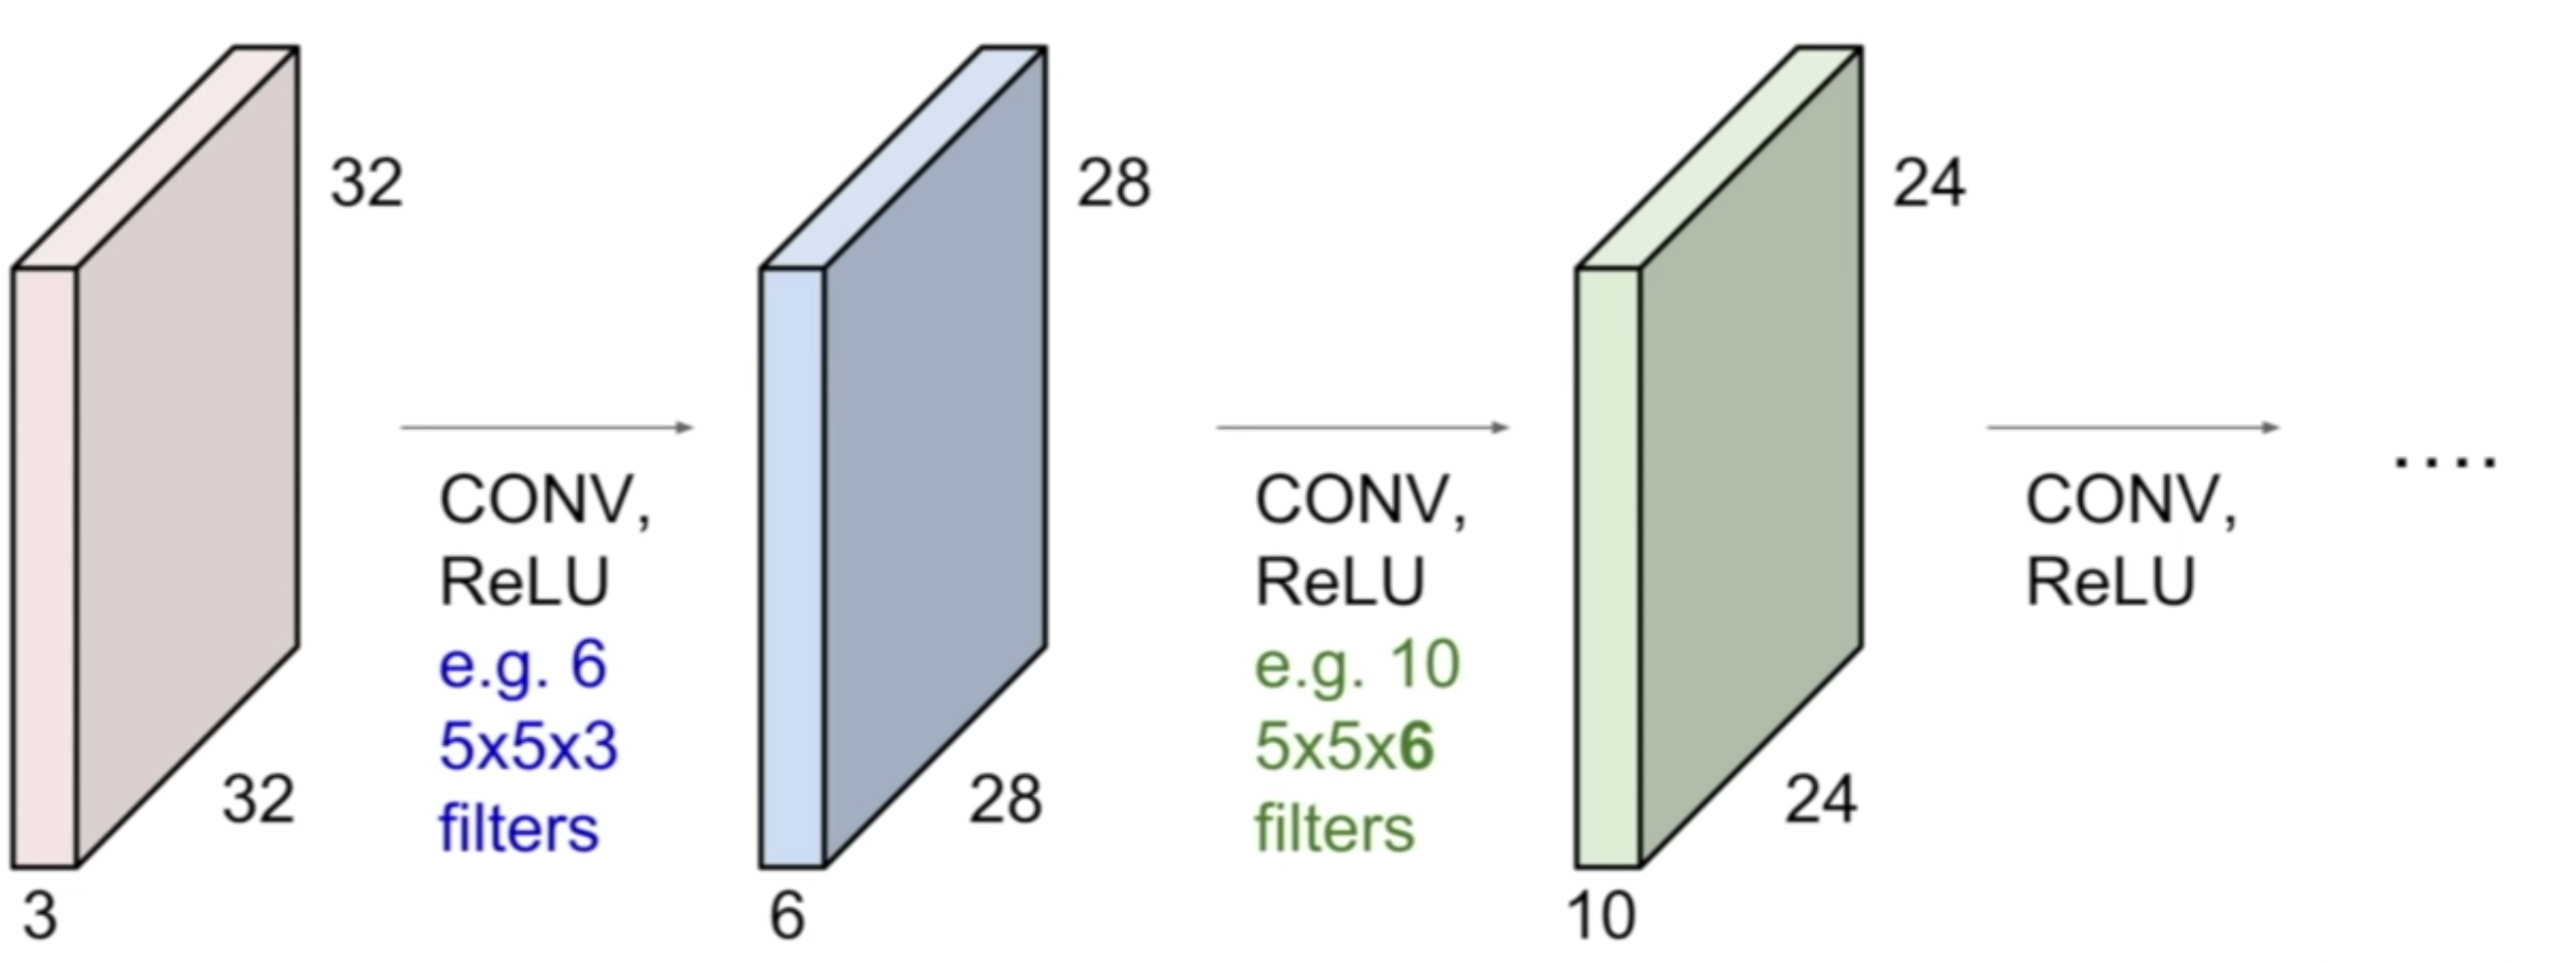 32
32
3
CONV,
ReLU
e.g. 6
5x5x3
filters
28
28
6
CONV,
ReLU
e.g. 10
5x5x6
filters
24
24
10
CONV,
ReLU
....